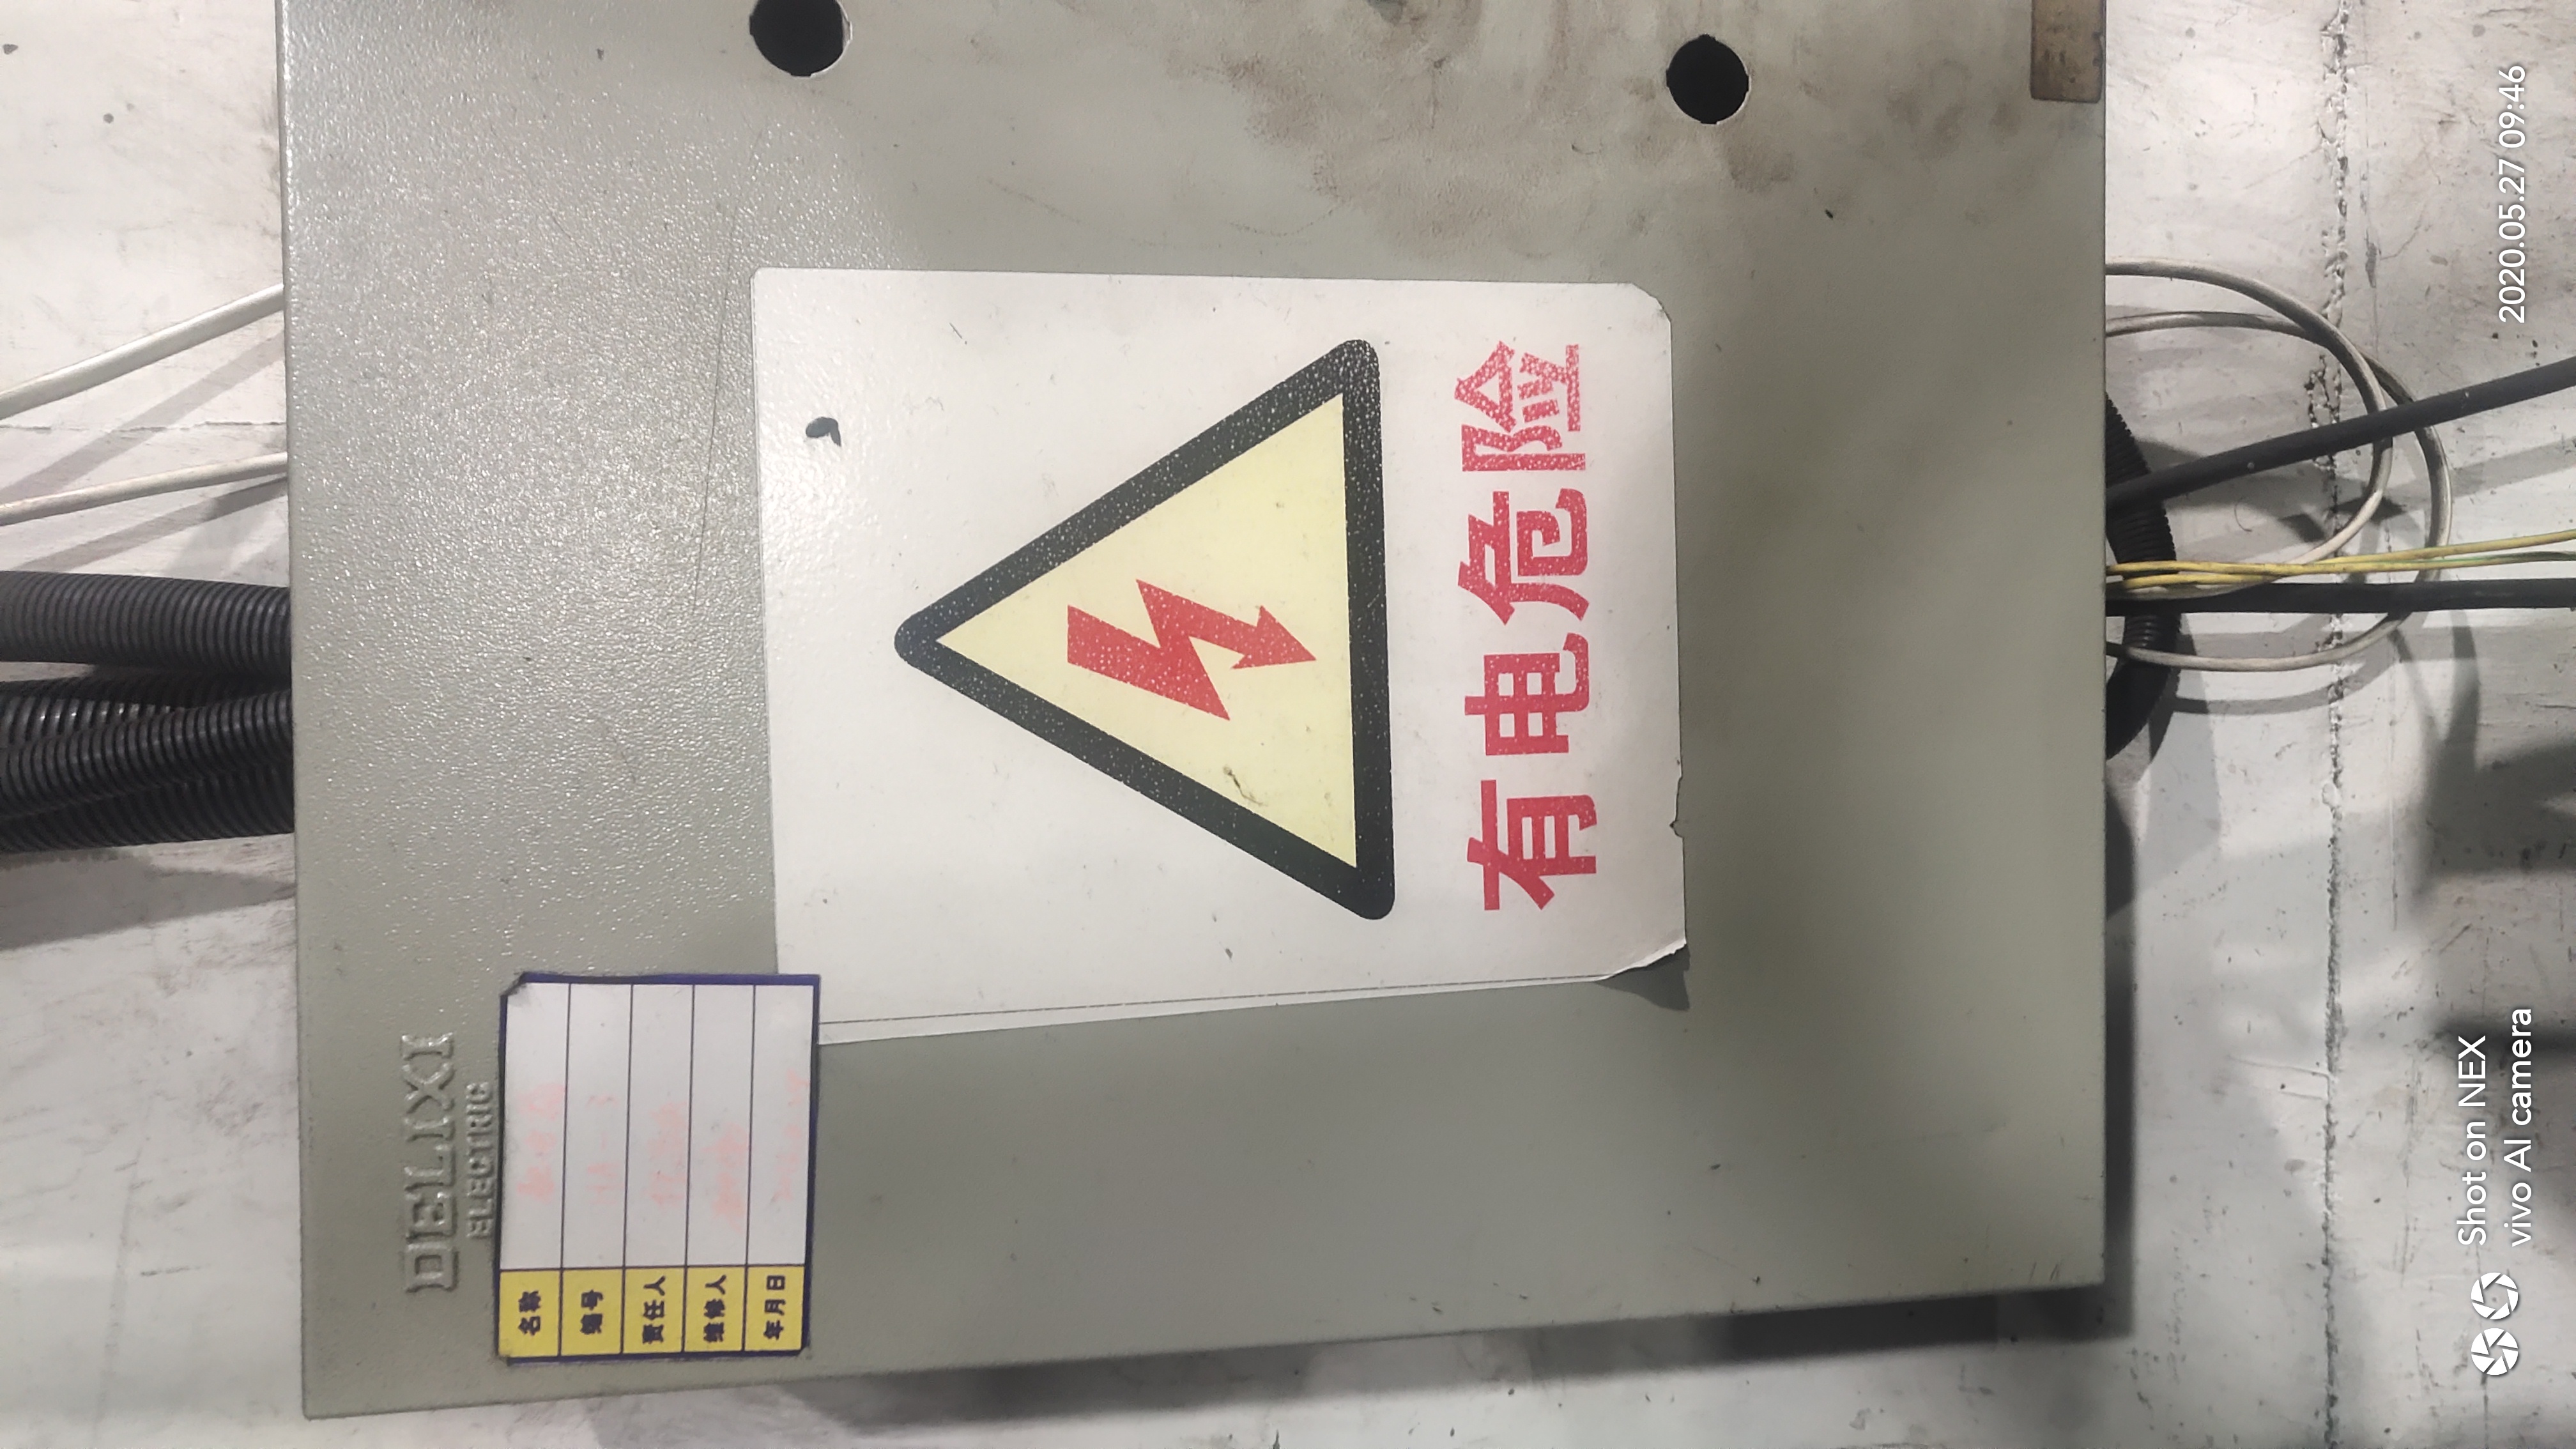 DELIXI
ELECTRIC
名称
编号
责任人
维修人
年月日
有电危险
Shot on NEX
vivo AI camera
2020.05.27 09:46